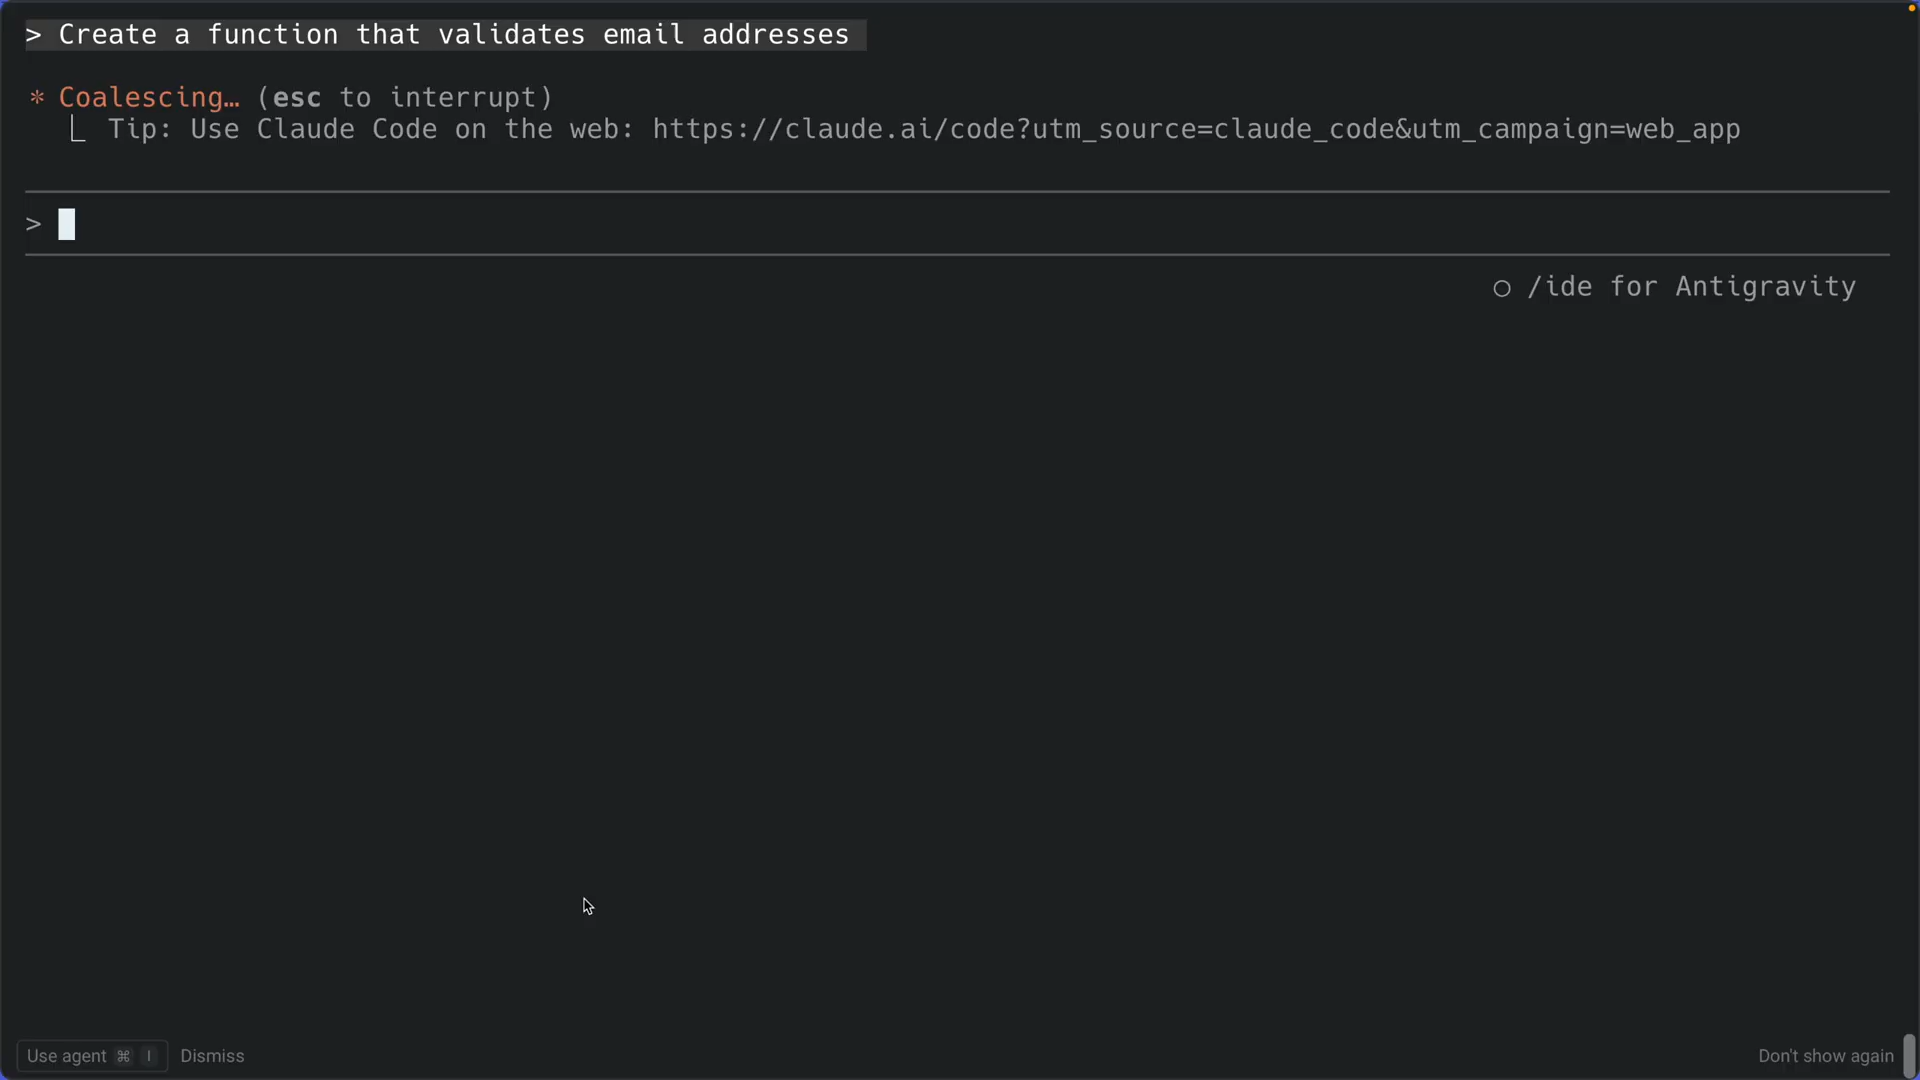 > Create a function that validates email addresses
* Coalescing… (esc to interrupt)
⎿ Tip: Use Claude Code on the web: https://claude.ai/code?utm_source=claude_code&utm_campaign=web_app
>
○ /ide for Antigravity
Use agent ⌘ I Dismiss Don't show again